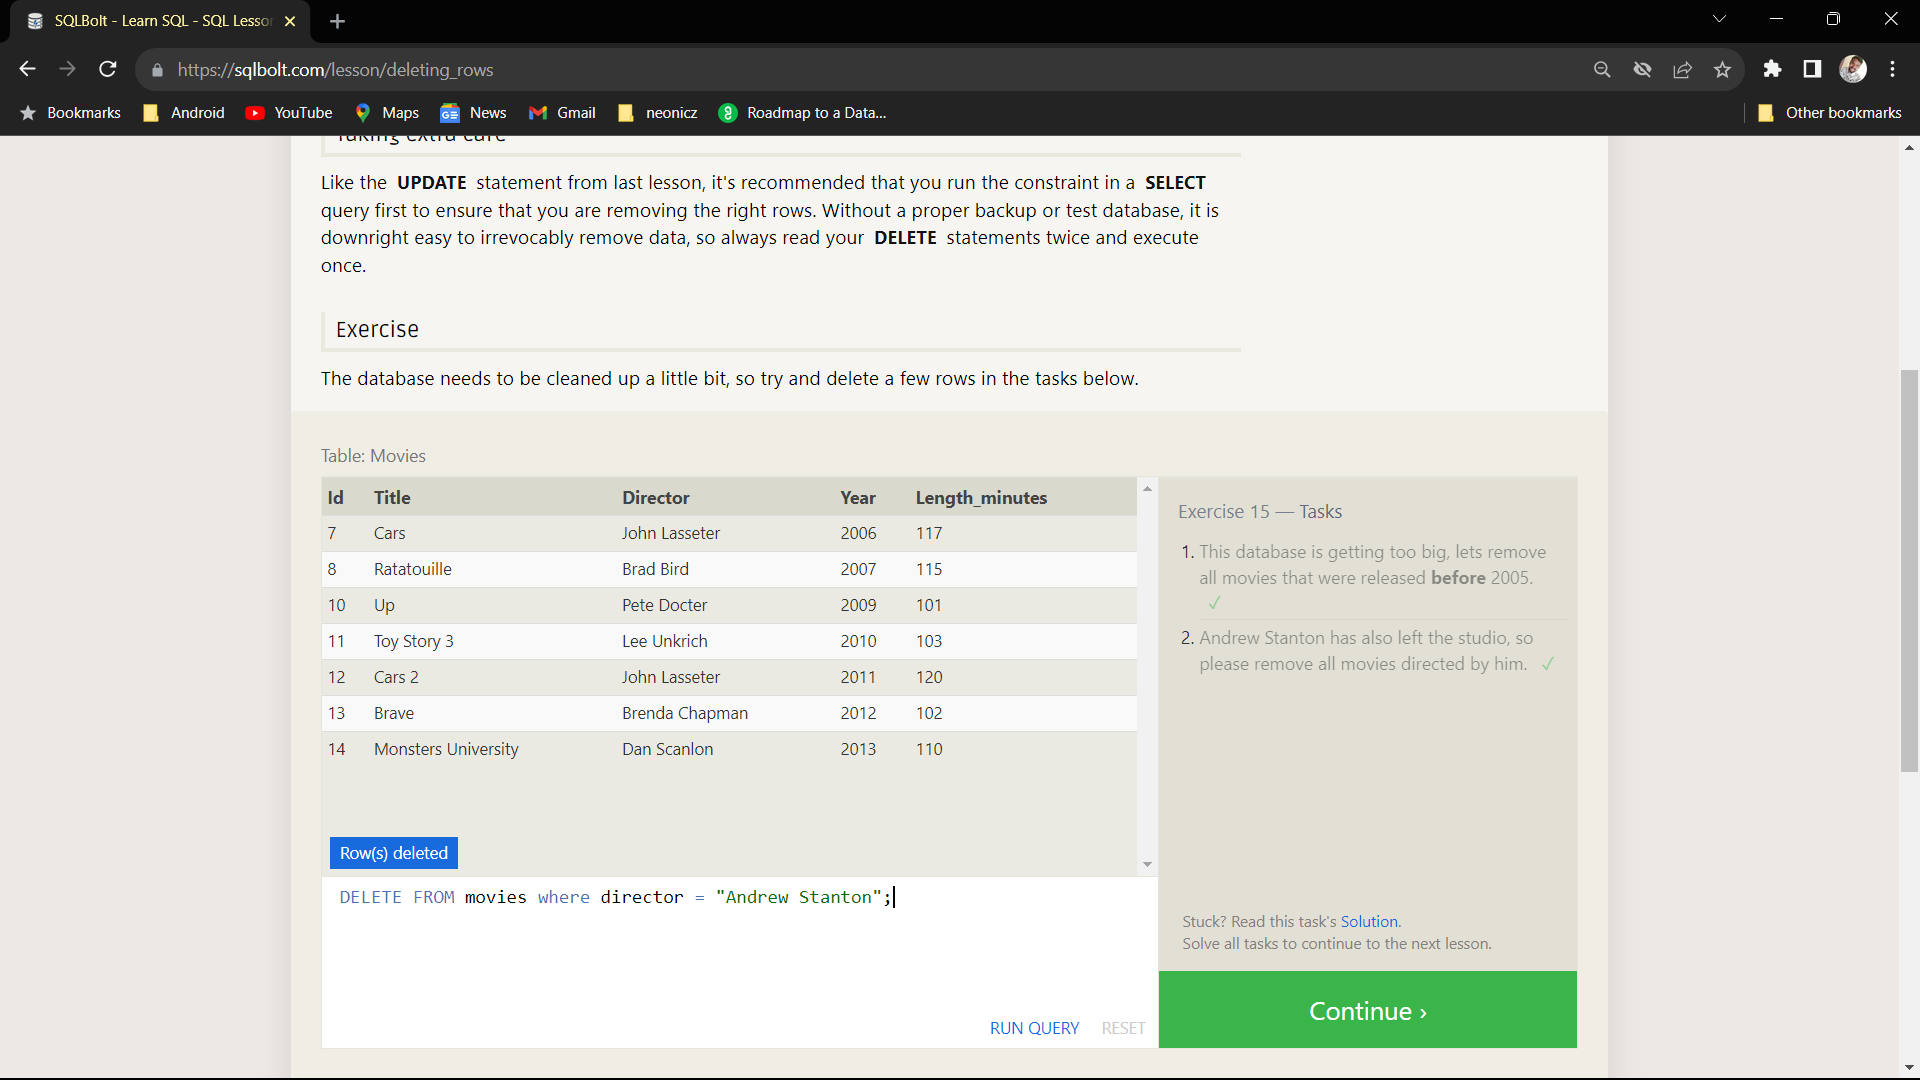 SQLBolt - Learn SQL - SQL Lesso
https://sqlbolt.com/lesson/deleting_rows
Bookmarks Android YouTube Maps News Gmail neonicz Roadmap to a Data... Other bookmarks
Taking extra care
Like the UPDATE statement from last lesson, it's recommended that you run the constraint in a SELECT
query first to ensure that you are removing the right rows. Without a proper backup or test database, it is
downright easy to irrevocably remove data, so always read your DELETE statements twice and execute
once.
Exercise
The database needs to be cleaned up a little bit, so try and delete a few rows in the tasks below.
Table: Movies
Id Title Director Year Length_minutes
7 Cars John Lasseter 2006 117
8 Ratatouille Brad Bird 2007 115
10 Up Pete Docter 2009 101
11 Toy Story 3 Lee Unkrich 2010 103
12 Cars 2 John Lasseter 2011 120
13 Brave Brenda Chapman 2012 102
14 Monsters University Dan Scanlon 2013 110
Row(s) deleted
DELETE FROM movies where director = "Andrew Stanton";
RUN QUERY RESET
Exercise 15 — Tasks
1. This database is getting too big, lets remove
all movies that were released before 2005.
✓
2. Andrew Stanton has also left the studio, so
please remove all movies directed by him. ✓
Stuck? Read this task's Solution.
Solve all tasks to continue to the next lesson.
Continue ›